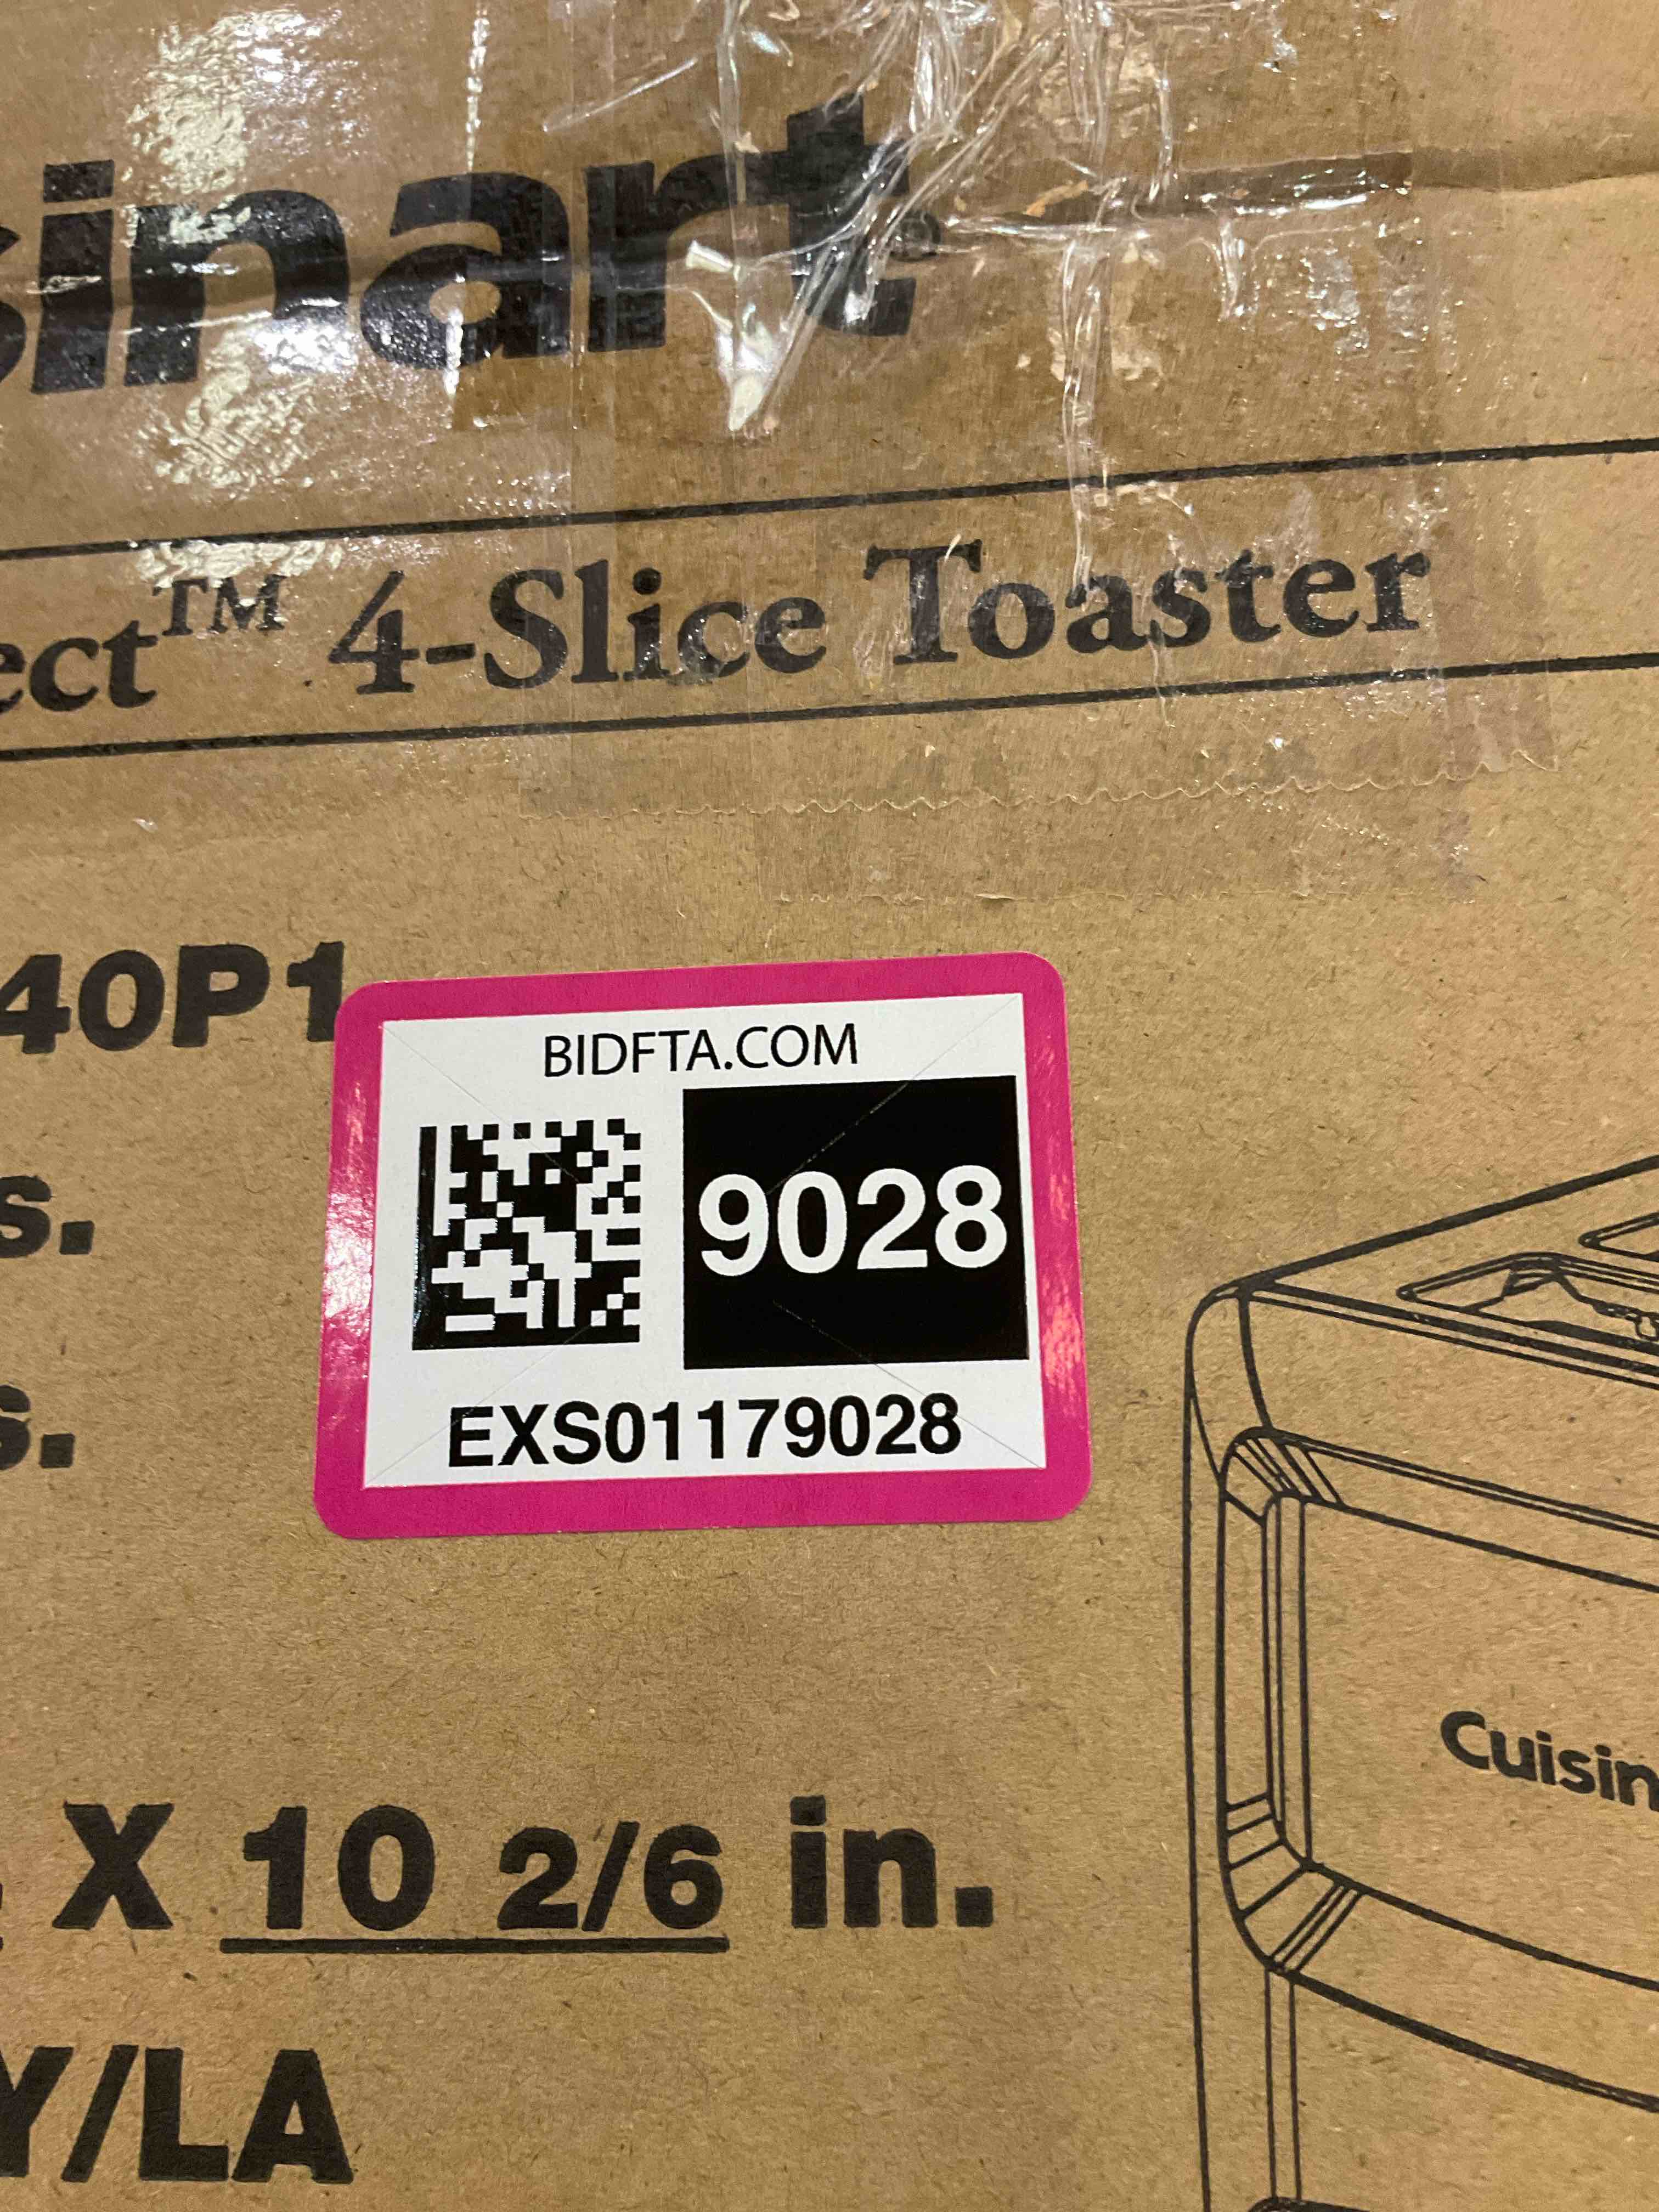 sinart®
ect™ 4-Slice Toaster
40P1
BIDFTA.COM
9028
EXS01179028
s.
s.
Cuisin
X 10 2/6 in.
Y/LA